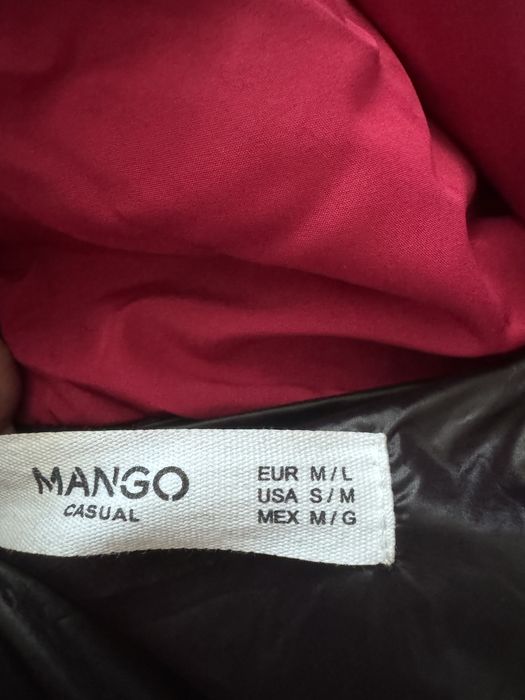 MANGO
CASUAL
EUR M / L
USA S / M
MEX M / G